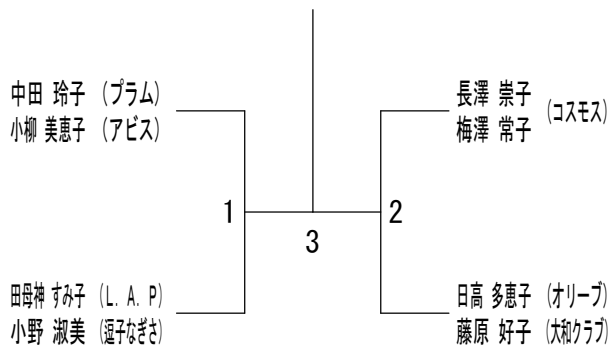 中田 玲子 (プラム)
小柳 美恵子 (アビス)
長澤 崇子
梅澤 常子
(コスモス)
1
2
3
田母神 すみ子 (L. A. P)
小野 淑美 (逗子なぎさ)
日高 多恵子 (オリーブ)
藤原 好子 (大和クラブ)